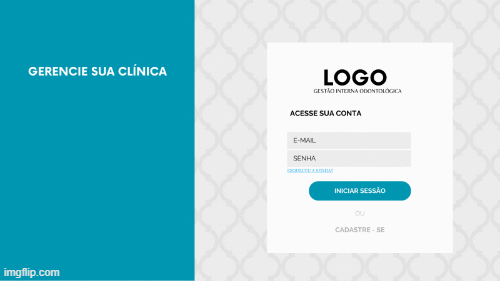 GERENCIE SUA CLÍNICA
LOGO
GESTÃO INTERNA ODONTOLÓGICA
ACESSE SUA CONTA
E-MAIL
SENHA
ESQUECEU A SENHA?
INICIAR SESSÃO
OU
CADASTRE - SE
imgflip.com